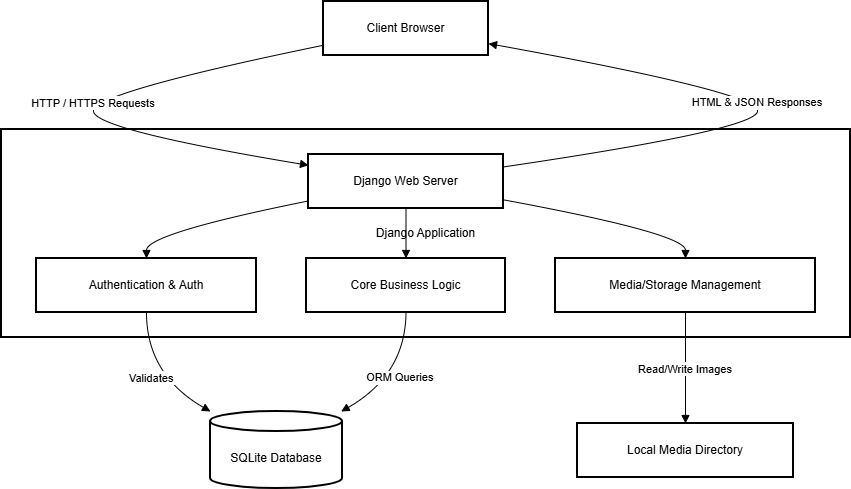 Client Browser
HTTP / HTTPS Requests
HTML & JSON Responses
Django Web Server
Django Application
Authentication & Auth
Core Business Logic
Media/Storage Management
Validates
ORM Queries
Read/Write Images
SQLite Database
Local Media Directory